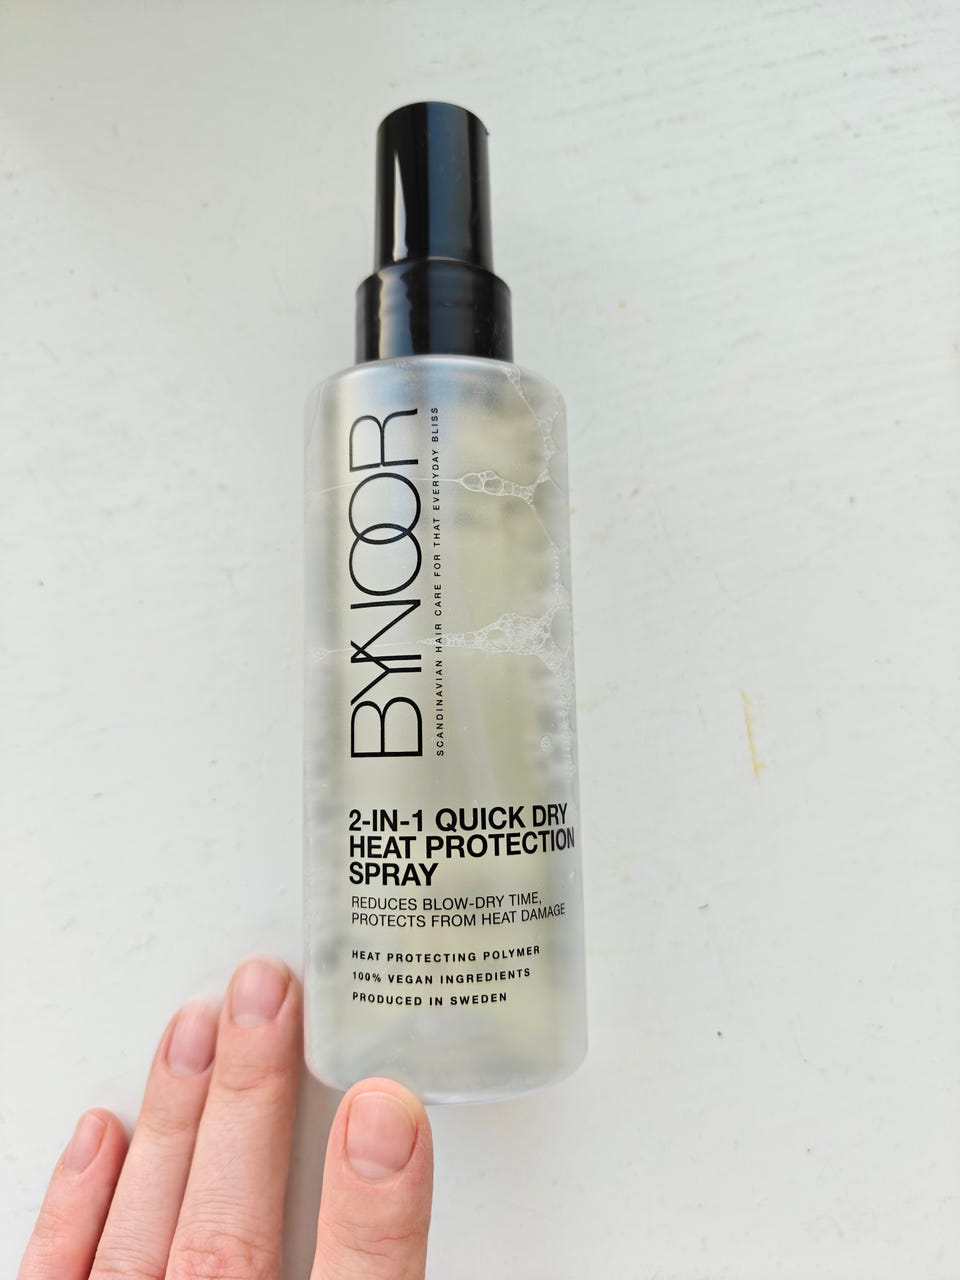 BYNOOR
SCANDINAVIAN HAIR CARE FOR THAT EVERYDAY BLISS
2-IN-1 QUICK DRY
HEAT PROTECTION
SPRAY
REDUCES BLOW-DRY TIME,
PROTECTS FROM HEAT DAMAGE
HEAT PROTECTING POLYMER
100% VEGAN INGREDIENTS
PRODUCED IN SWEDEN